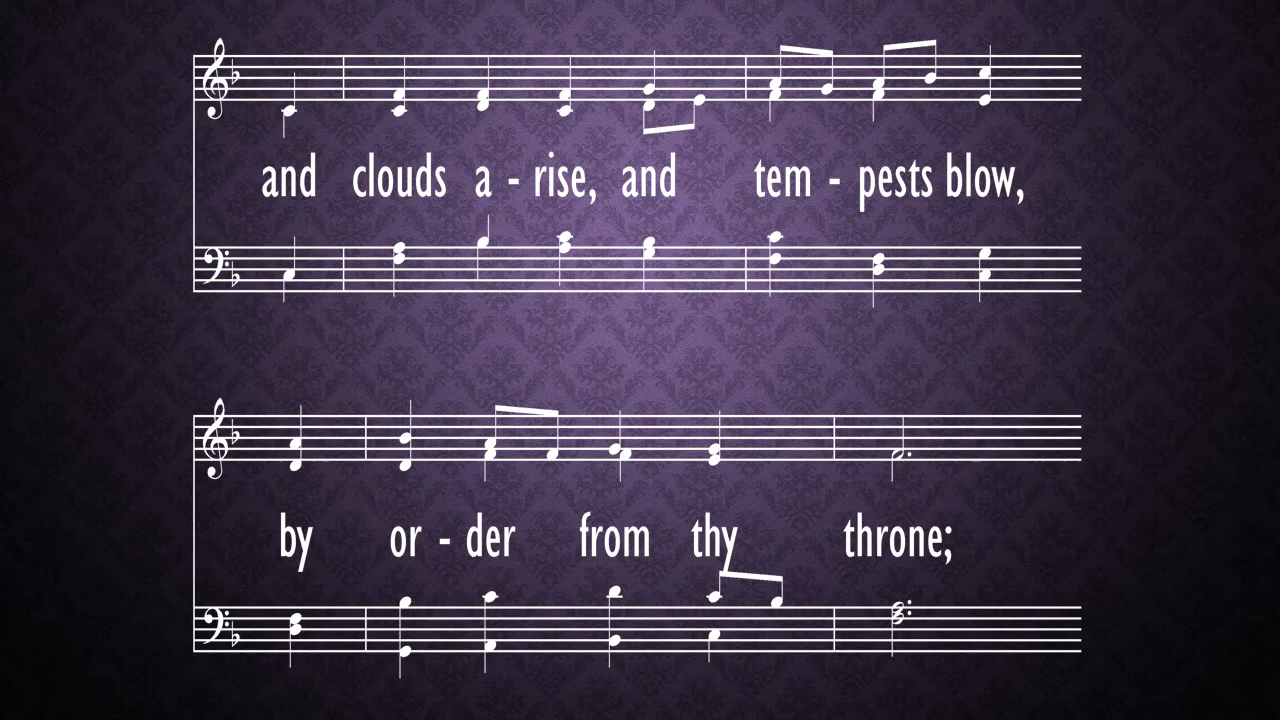 and clouds a - rise, and tem - pests blow,
by or - der from thy throne;